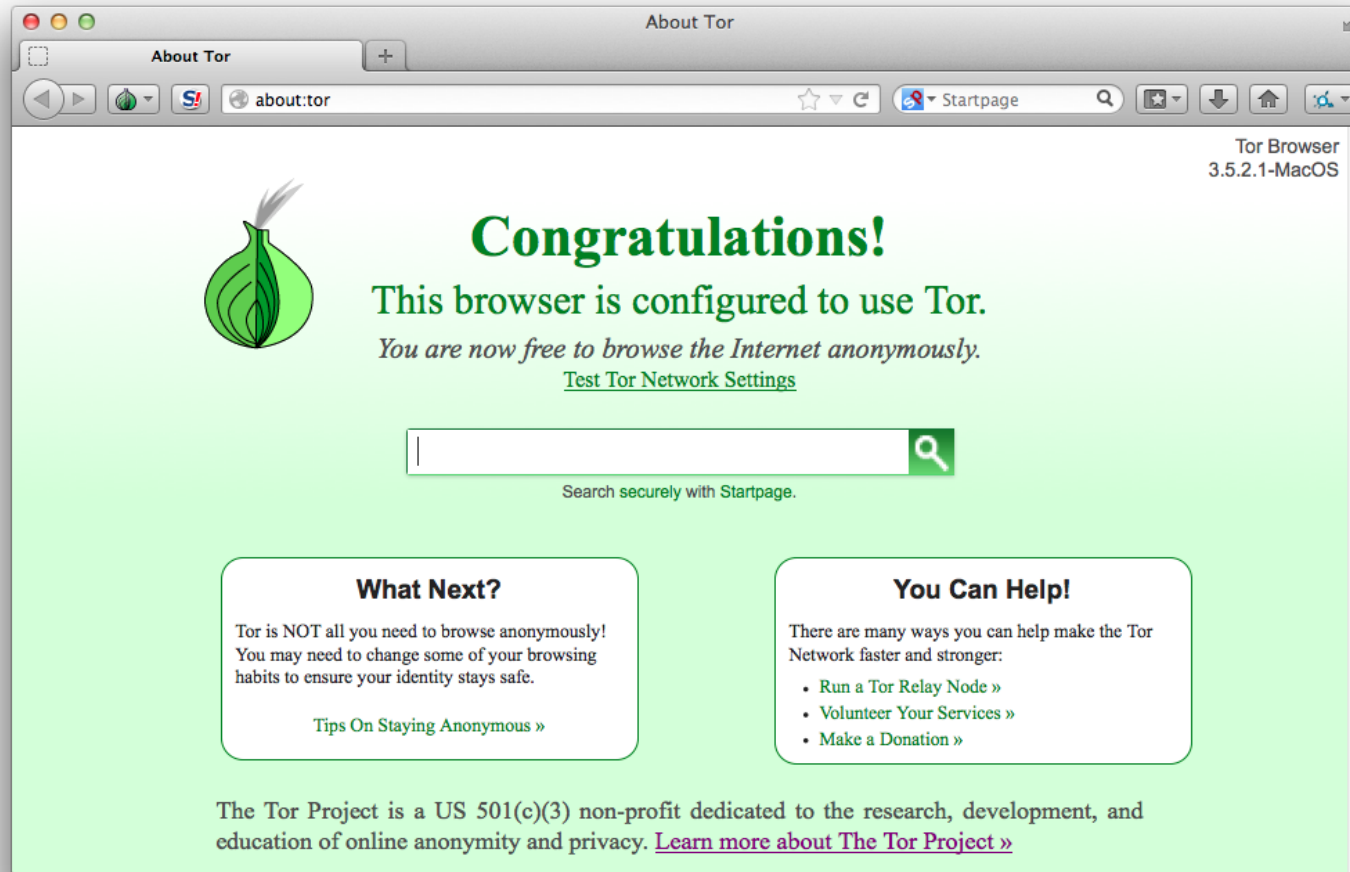 About Tor
About Tor
about:tor
Startpage
Tor Browser
3.5.2.1-MacOS
Congratulations!
This browser is configured to use Tor.
You are now free to browse the Internet anonymously.
Test Tor Network Settings
Search securely with Startpage.
What Next?
Tor is NOT all you need to browse anonymously!
You may need to change some of your browsing
habits to ensure your identity stays safe.
Tips On Staying Anonymous »
You Can Help!
There are many ways you can help make the Tor
Network faster and stronger:
• Run a Tor Relay Node »
• Volunteer Your Services »
• Make a Donation »
The Tor Project is a US 501(c)(3) non-profit dedicated to the research, development, and
education of online anonymity and privacy. Learn more about The Tor Project »